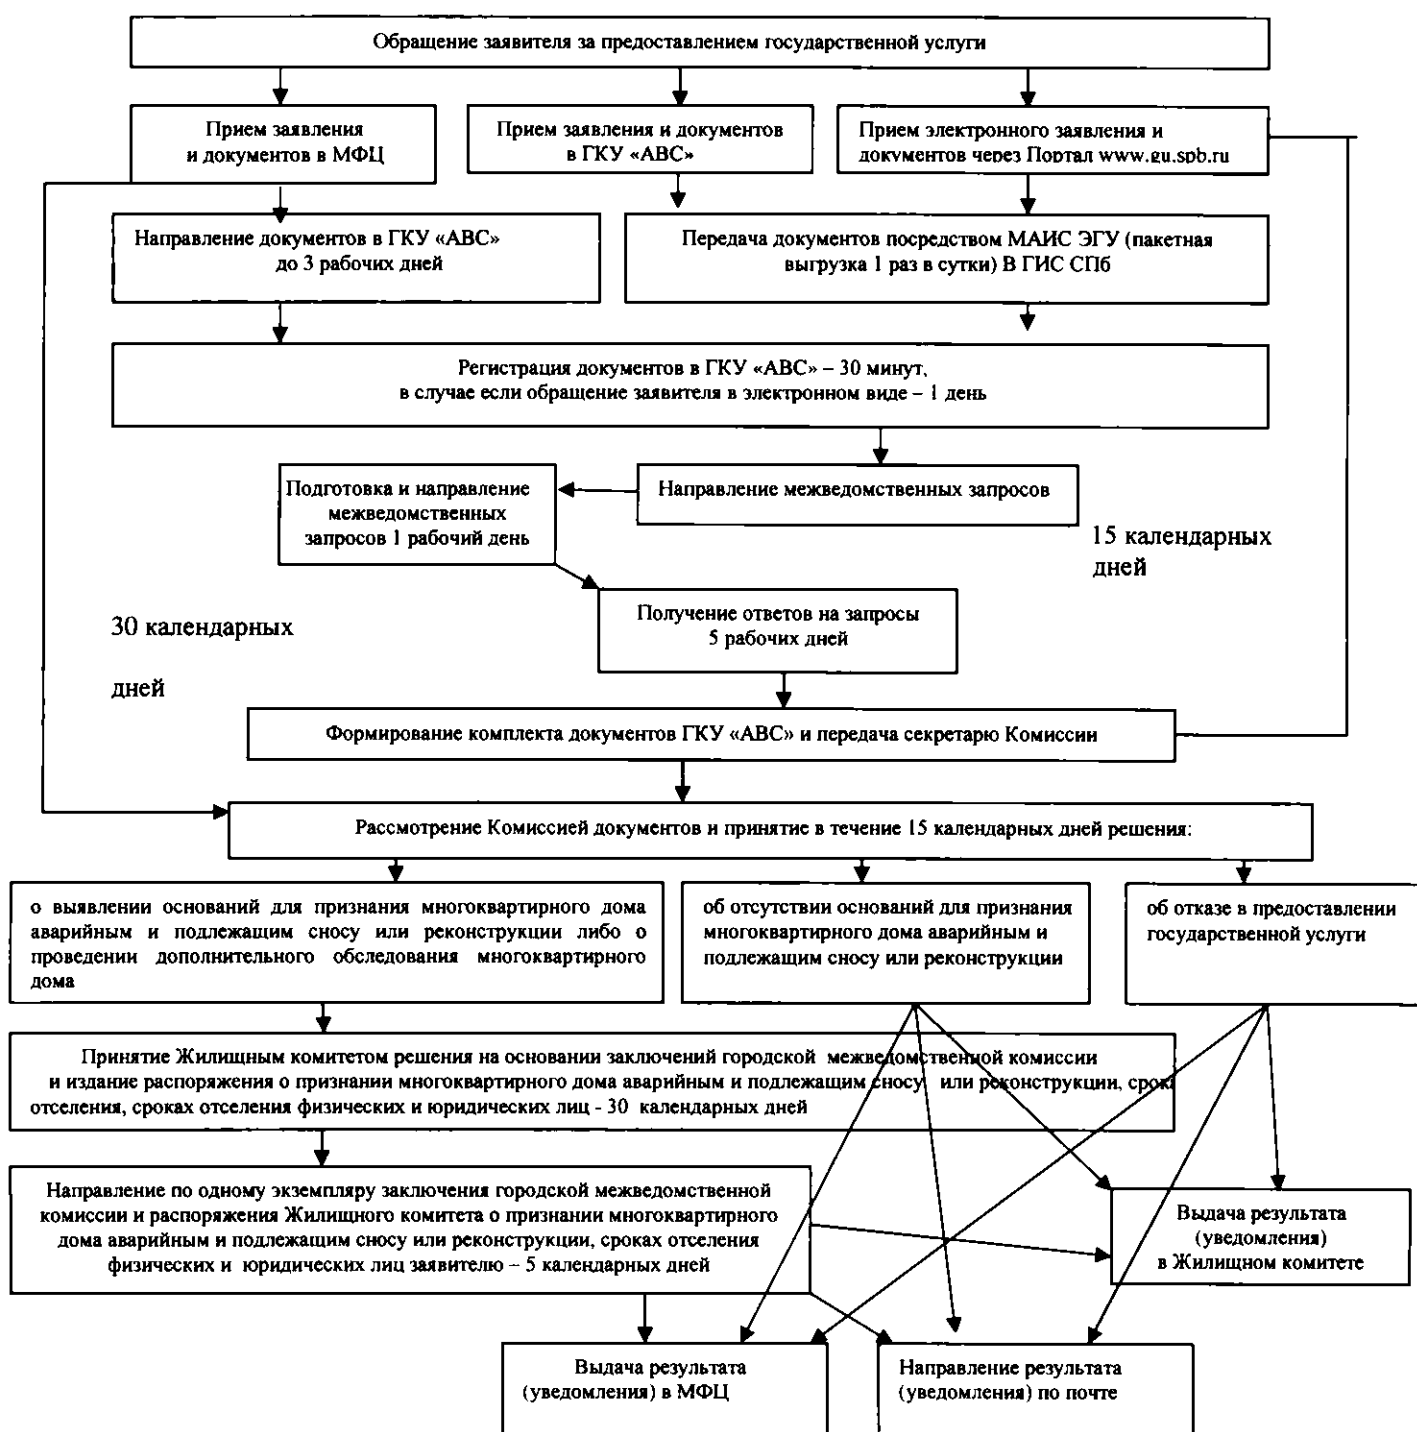 Обращение заявителя за предоставлением государственной услуги
Прием заявления
и документов в МФЦ
Прием заявления и документов
в ГКУ «АВС»
Прием электронного заявления и
документов через Портал www.gu.spb.ru
Направление документов в ГКУ «АВС»
до 3 рабочих дней
Передача документов посредством МАИС ЭГУ (пакетная
выгрузка 1 раз в сутки) В ГИС СПб
Регистрация документов в ГКУ «АВС» – 30 минут,
в случае если обращение заявителя в электронном виде – 1 день
Подготовка и направление
межведомственных
запросов 1 рабочий день
Направление межведомственных запросов
15 календарных
дней
Получение ответов на запросы
5 рабочих дней
30 календарных
дней
Формирование комплекта документов ГКУ «АВС» и передача секретарю Комиссии
Рассмотрение Комиссией документов и принятие в течение 15 календарных дней решения:
о выявлении оснований для признания многоквартирного дома
аварийным и подлежащим сносу или реконструкции либо о
проведении дополнительного обследования многоквартирного
дома
об отсутствии оснований для признания
многоквартирного дома аварийным и
подлежащим сносу или реконструкции
об отказе в предоставлении
государственной услуги
Принятие Жилищным комитетом решения на основании заключений городской межведомственной комиссии
и издание распоряжения о признании многоквартирного дома аварийным и подлежащим сносу или реконструкции, срока
отселения, сроках отселения физических и юридических лиц - 30 календарных дней
Направление по одному экземпляру заключения городской межведомственной
комиссии и распоряжения Жилищного комитета о признании многоквартирного
дома аварийным и подлежащим сносу или реконструкции, сроках отселения
физических и юридических лиц заявителю – 5 календарных дней
Выдача результата
(уведомления)
в Жилищном комитете
Выдача результата
(уведомления) в МФЦ
Направление результата
(уведомления) по почте